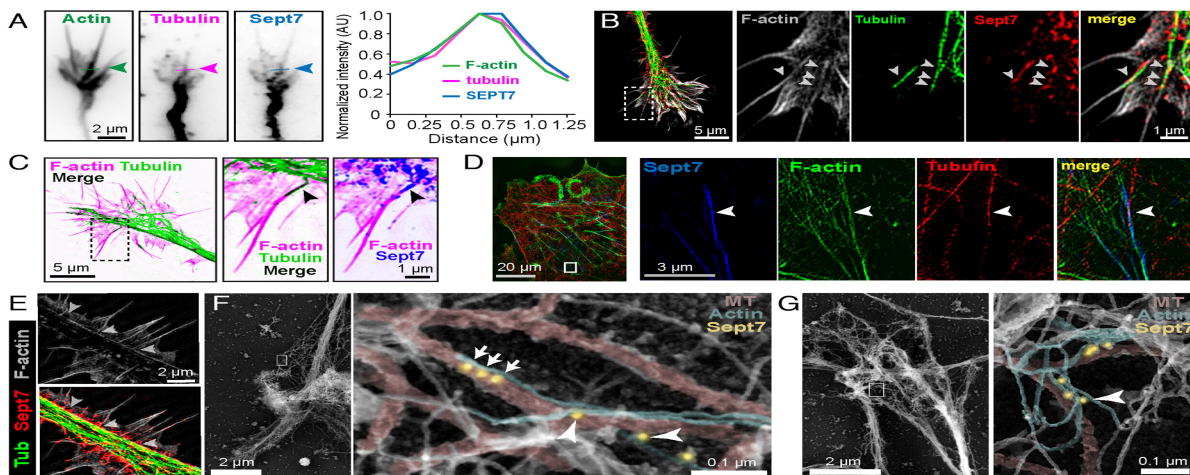 A
Actin
Tubulin
Sept7
2 µm
Normalized intensity (AU)
1.0
0.8
0.6
0.4
0.2
0
F-actin
tubulin
SEPT7
0 0.25 0.5 0.75 1.0 1.25
Distance (µm)
B
5 µm
F-actin
Tubulin
Sept7
merge
1 µm
C
F-actin Tubulin
Merge
5 µm
F-actin
Tubulin
Merge
F-actin
Sept7
1 µm
D
20 µm
Sept7
3 µm
F-actin
Tubulin
merge
E
Tub Sept7 F-actin
2 µm
F
2 µm
MT
Actin
Sept7
0.1 µm
G
2 µm
MT
Actin
Sept7
0.1 µm